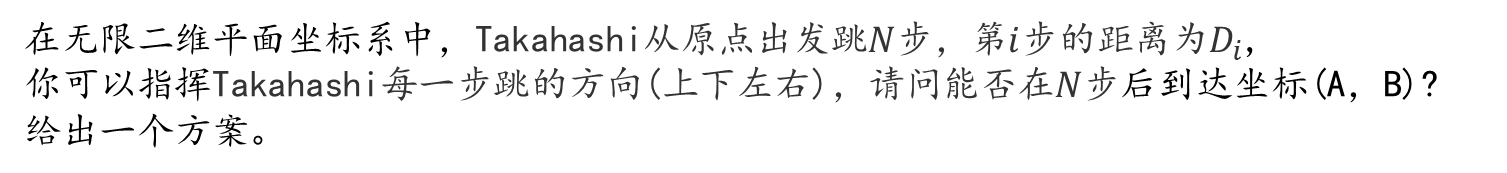 在无限二维平面坐标系中，Takahashi从原点出发跳N步，第i步的距离为Dᵢ，
你可以指挥Takahashi每一步跳的方向(上下左右)，请问能否在N步后到达坐标(A，B)?
给出一个方案。